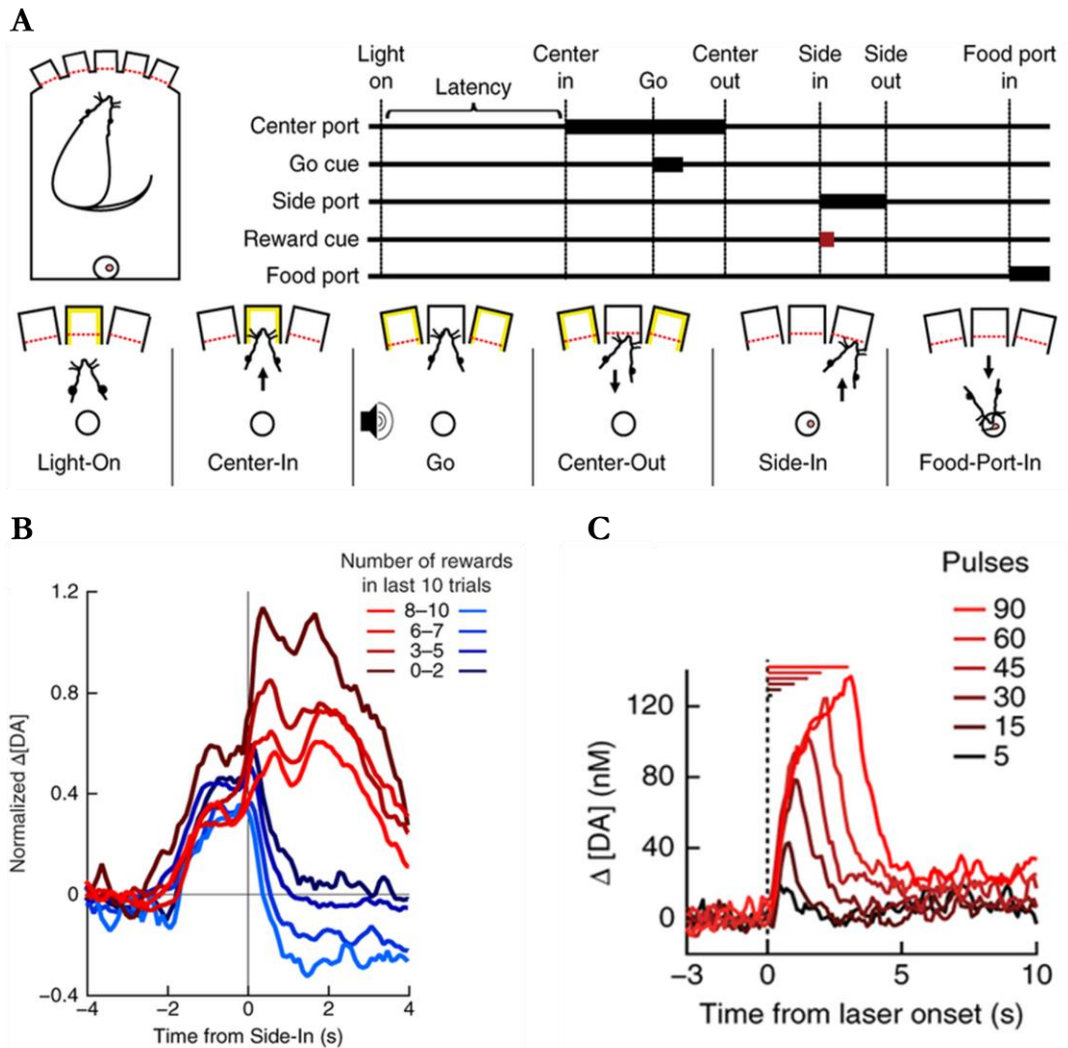 A
Light on
Center in
Go
Center out
Side in
Side out
Food port in
Latency
Center port
Go cue
Side port
Reward cue
Food port
Light-On
Center-In
Go
Center-Out
Side-In
Food-Port-In
B
Number of rewards
in last 10 trials
8–10
6–7
3–5
0–2
1.2
0.8
0.4
0
−0.4
Normalized Δ[DA]
−4
−2
0
2
4
Time from Side-In (s)
C
Pulses
90
60
45
30
15
5
120
80
40
0
Δ [DA] (nM)
−3
0
5
10
Time from laser onset (s)